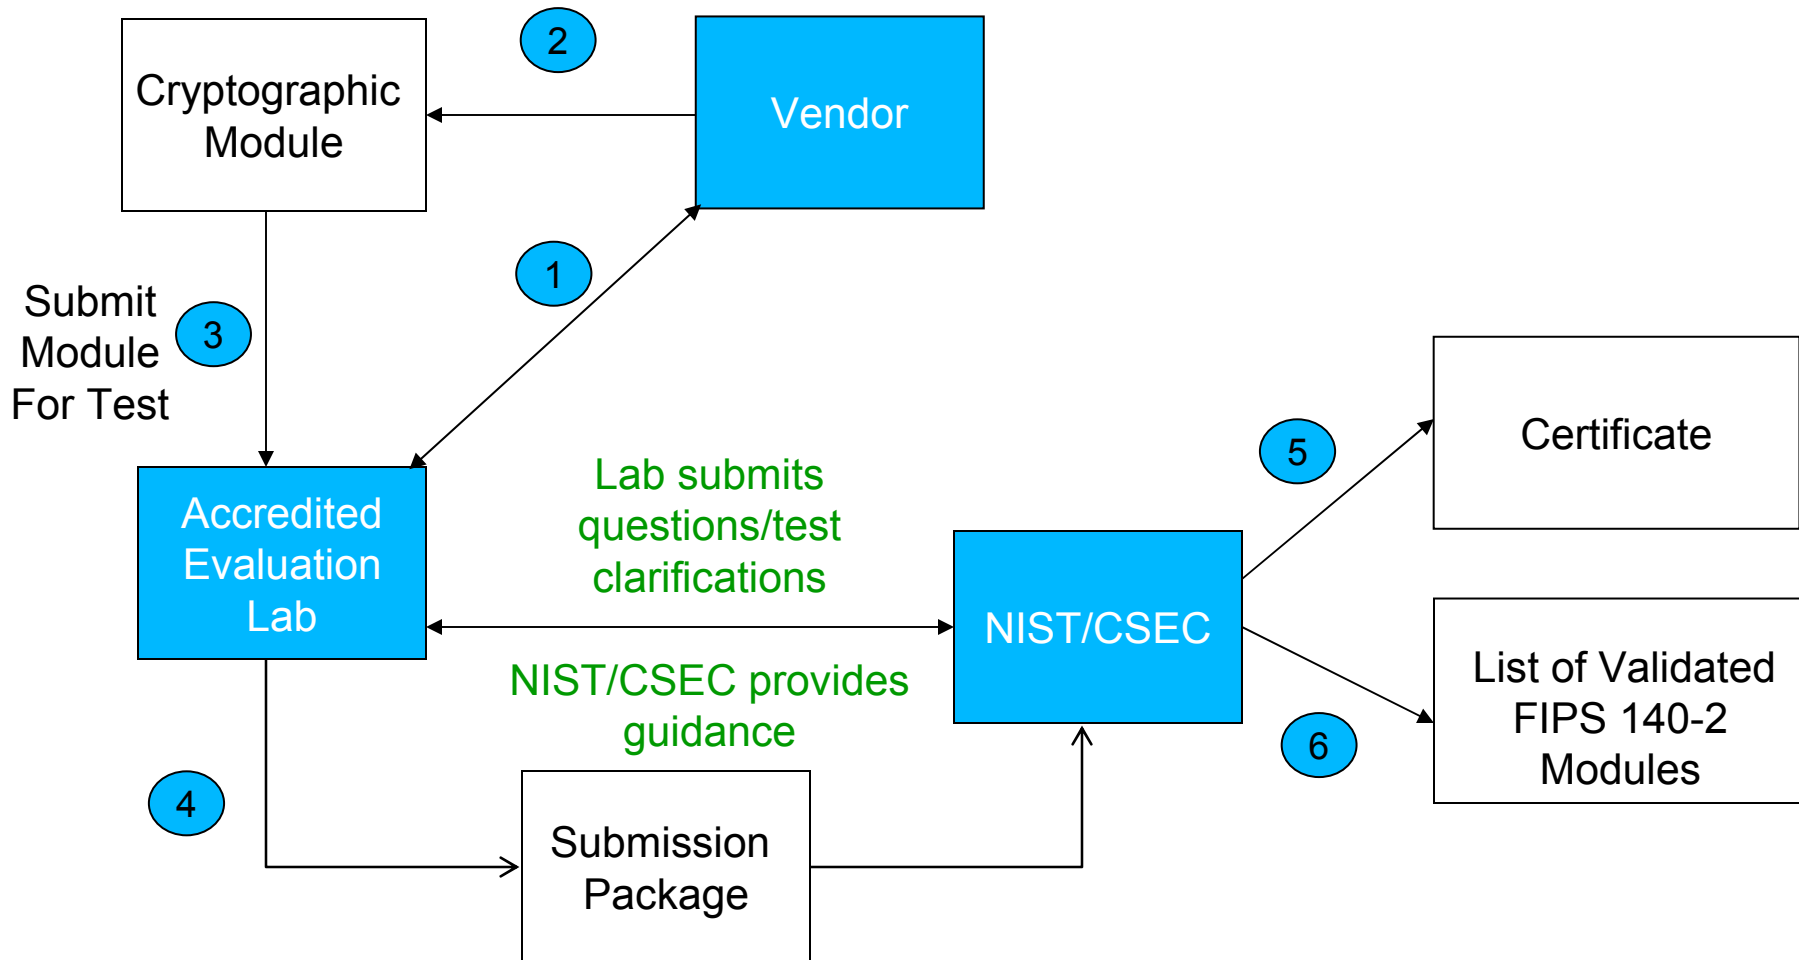 2
Cryptographic
Module
Vendor
1
Submit
Module
For Test
3
Accredited
Evaluation
Lab
Lab submits
questions/test
clarifications
NIST/CSEC provides
guidance
NIST/CSEC
5
Certificate
List of Validated
FIPS 140-2
Modules
6
4
Submission
Package